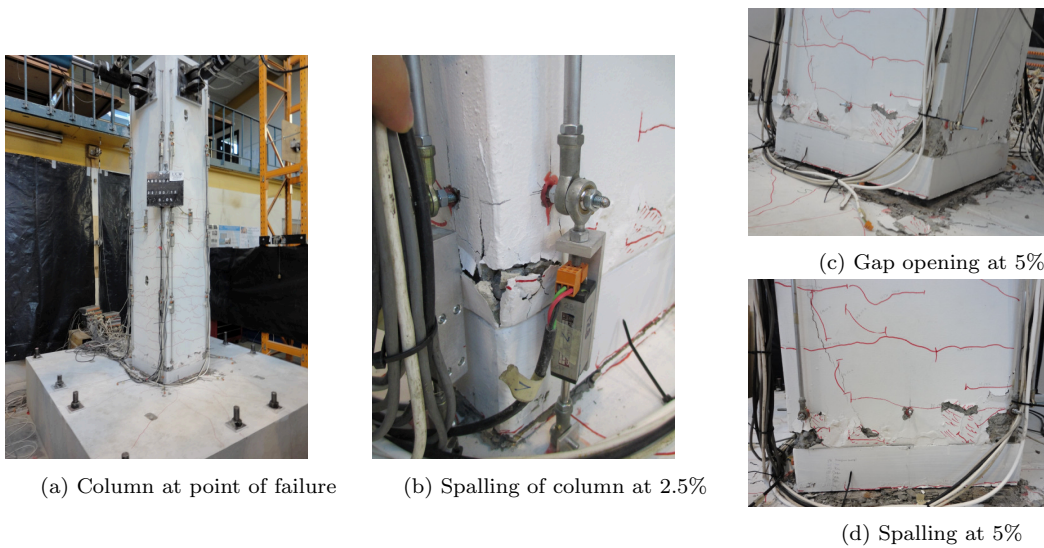 (a) Column at point of failure
(b) Spalling of column at 2.5%
(c) Gap opening at 5%
(d) Spalling at 5%